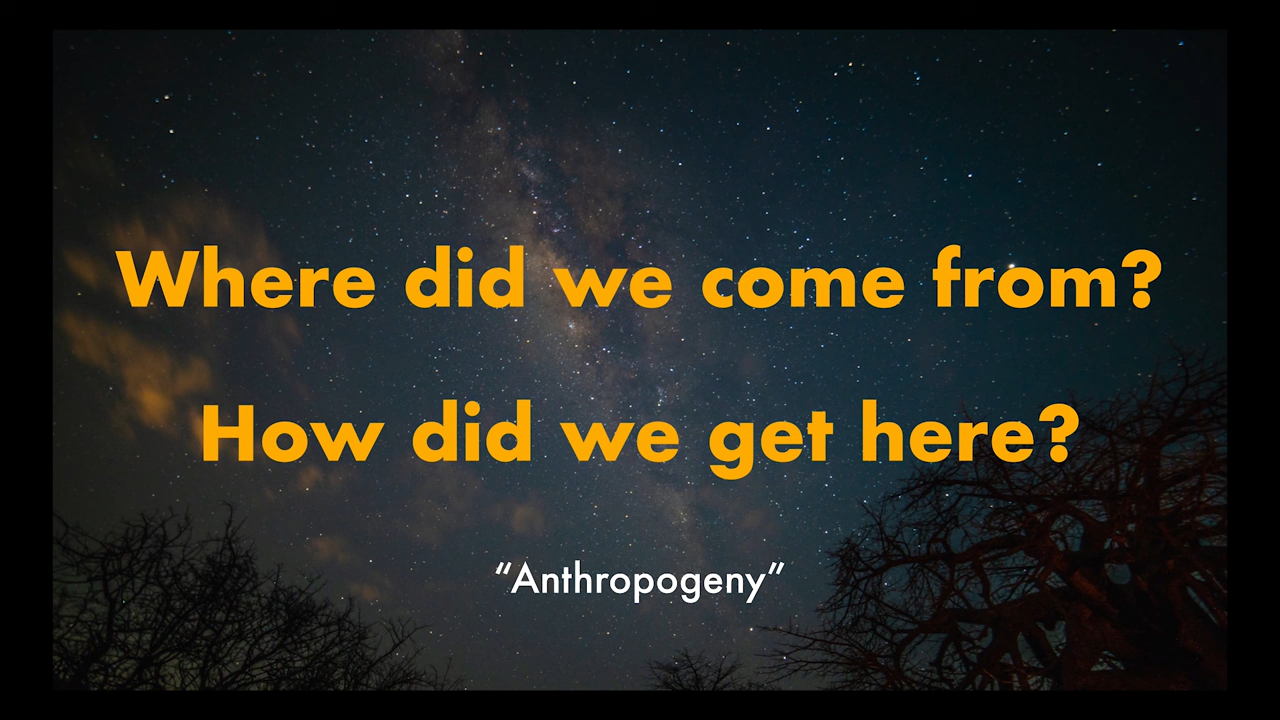 Where did we come from?
How did we get here?
“Anthropogeny”